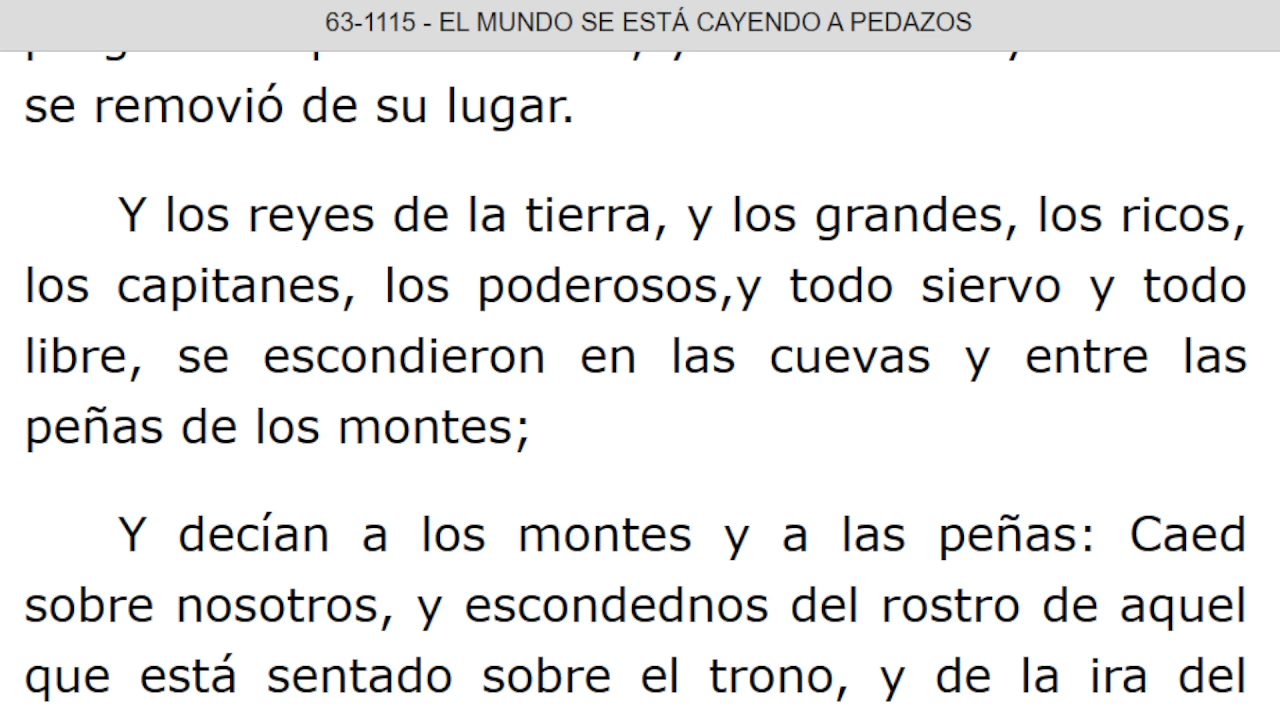 63-1115 - EL MUNDO SE ESTÁ CAYENDO A PEDAZOS
se removió de su lugar.
Y los reyes de la tierra, y los grandes, los ricos,
los capitanes, los poderosos,y todo siervo y todo
libre, se escondieron en las cuevas y entre las
peñas de los montes;
Y decían a los montes y a las peñas: Caed
sobre nosotros, y escondednos del rostro de aquel
que está sentado sobre el trono, y de la ira del